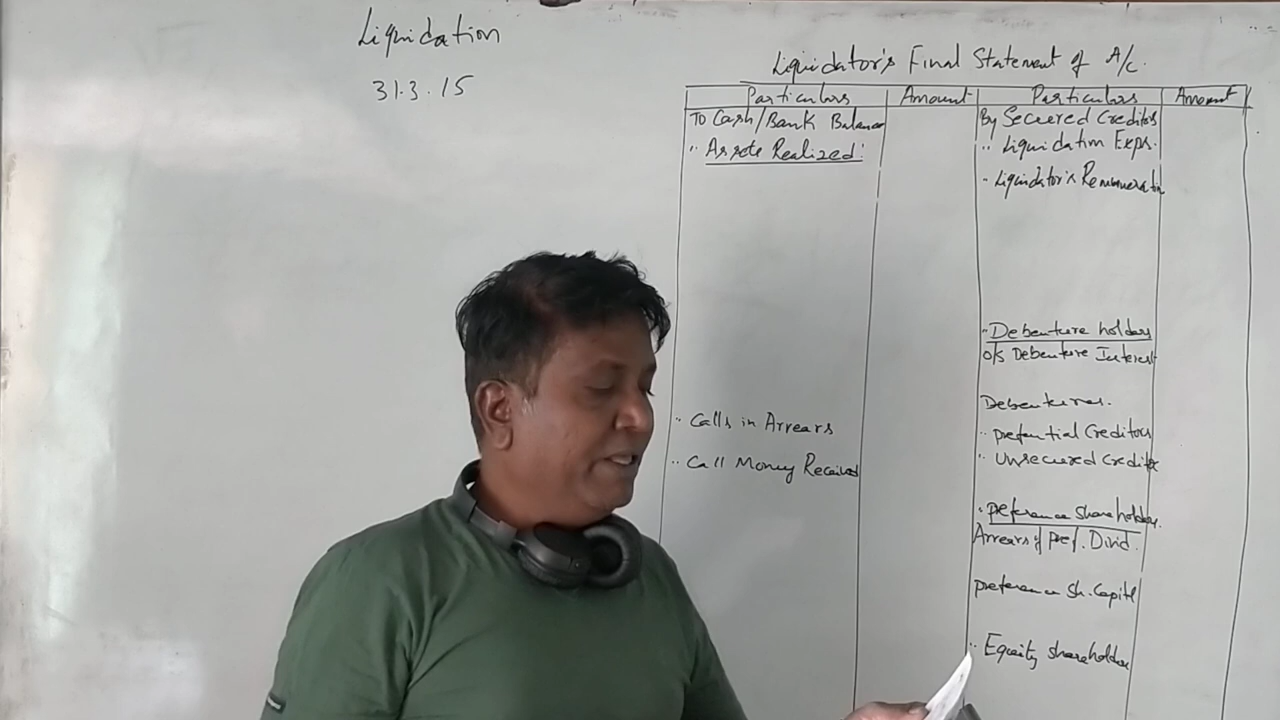 Liquidation
31.3.15
Liquidator's Final Statement of A/c.
Particulars Amount Particulars Amount
To Cash/Bank Balance
By Secured Creditors
" Assets Realized:
" Liquidation Exps.
" Liquidator's Remuneratn
" Debenture holders
o/s Debenture Interest
Debentures.
" Calls in Arrears
" Prefential Creditors
" Call Money Received
" Unsecured Creditors
" Preference Shareholders.
Arrears of Pref. Divid.
Preference Sh. Capital
" Equity Shareholders